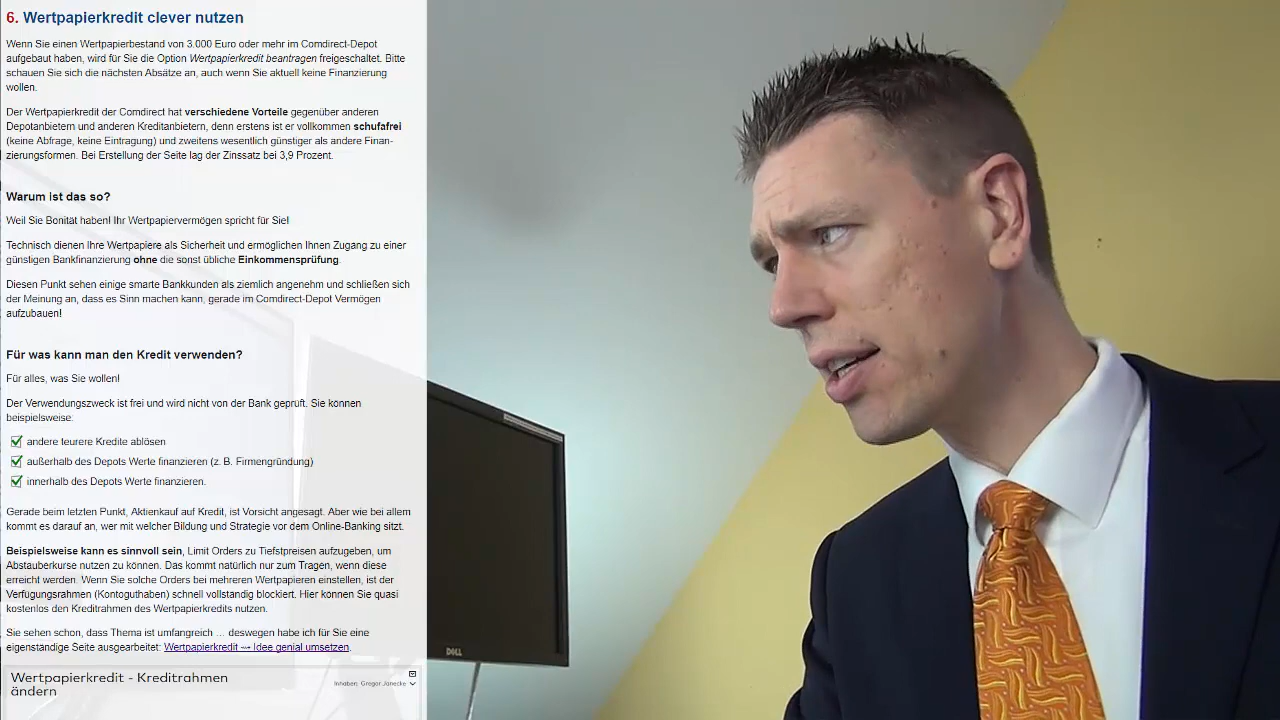 6. Wertpapierkredit clever nutzen
Wenn Sie einen Wertpapierbestand von 3.000 Euro oder mehr im Comdirect-Depot
aufgebaut haben, wird für Sie die Option Wertpapierkredit beantragen freigeschaltet. Bitte
schauen Sie sich die nächsten Absätze an, auch wenn Sie aktuell keine Finanzierung
wollen.
Der Wertpapierkredit der Comdirect hat verschiedene Vorteile gegenüber anderen
Depotanbietern und anderen Kreditanbietern, denn erstens ist er vollkommen schufafrei
(keine Abfrage, keine Eintragung) und zweitens wesentlich günstiger als andere Finan-
zierungsformen. Bei Erstellung der Seite lag der Zinssatz bei 3,9 Prozent.
Warum ist das so?
Weil Sie Bonität haben! Ihr Wertpapiervermögen spricht für Sie!
Technisch dienen Ihre Wertpapiere als Sicherheit und ermöglichen Ihnen Zugang zu einer
günstigen Bankfinanzierung ohne die sonst übliche Einkommensprüfung.
Diesen Punkt sehen einige smarte Bankkunden als ziemlich angenehm und schließen sich
der Meinung an, dass es Sinn machen kann, gerade im Comdirect-Depot Vermögen
aufzubauen!
Für was kann man den Kredit verwenden?
Für alles, was Sie wollen!
Der Verwendungszweck ist frei und wird nicht von der Bank geprüft. Sie können
beispielsweise:
andere teurere Kredite ablösen
außerhalb des Depots Werte finanzieren (z. B. Firmengründung)
innerhalb des Depots Werte finanzieren.
Gerade beim letzten Punkt, Aktienkauf auf Kredit, ist Vorsicht angesagt. Aber wie bei allem
kommt es darauf an, wer mit welcher Bildung und Strategie vor dem Online-Banking sitzt.
Beispielsweise kann es sinnvoll sein, Limit Orders zu Tiefstpreisen aufzugeben, um
Abstauberkurse nutzen zu können. Das kommt natürlich nur zum Tragen, wenn diese
erreicht werden. Wenn Sie solche Orders bei mehreren Wertpapieren einstellen, ist der
Verfügungsrahmen (Kontoguthaben) schnell vollständig blockiert. Hier können Sie quasi
kostenlos den Kreditrahmen des Wertpapierkredits nutzen.
Sie sehen schon, dass Thema ist umfangreich … deswegen habe ich für Sie eine
eigenständige Seite ausgearbeitet: Wertpapierkredit ⇝ Idee genial umsetzen.
Wertpapierkredit - Kreditrahmen
ändern
Inhaber: Gregor Janecke
DELL